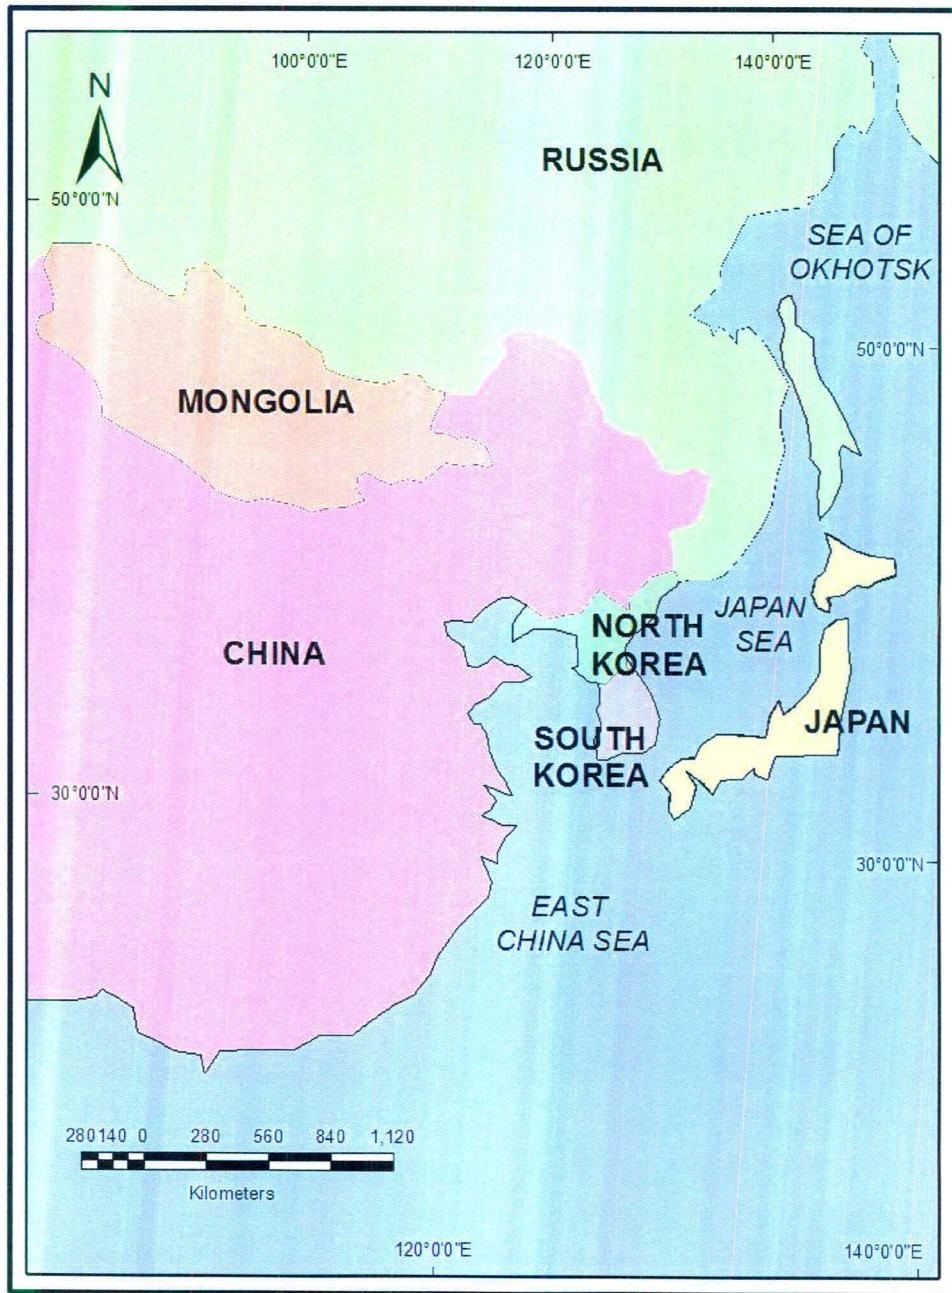 100°0'0"E
120°0'0"E
140°0'0"E
N
RUSSIA
50°0'0"N
SEA OF
OKHOTSK
50°0'0"N
MONGOLIA
JAPAN
SEA
NORTH
KOREA
CHINA
JAPAN
SOUTH
KOREA
30°0'0"N
30°0'0"N
EAST
CHINA SEA
280 140 0 280 560 840 1,120
Kilometers
120°0'0"E
140°0'0"E